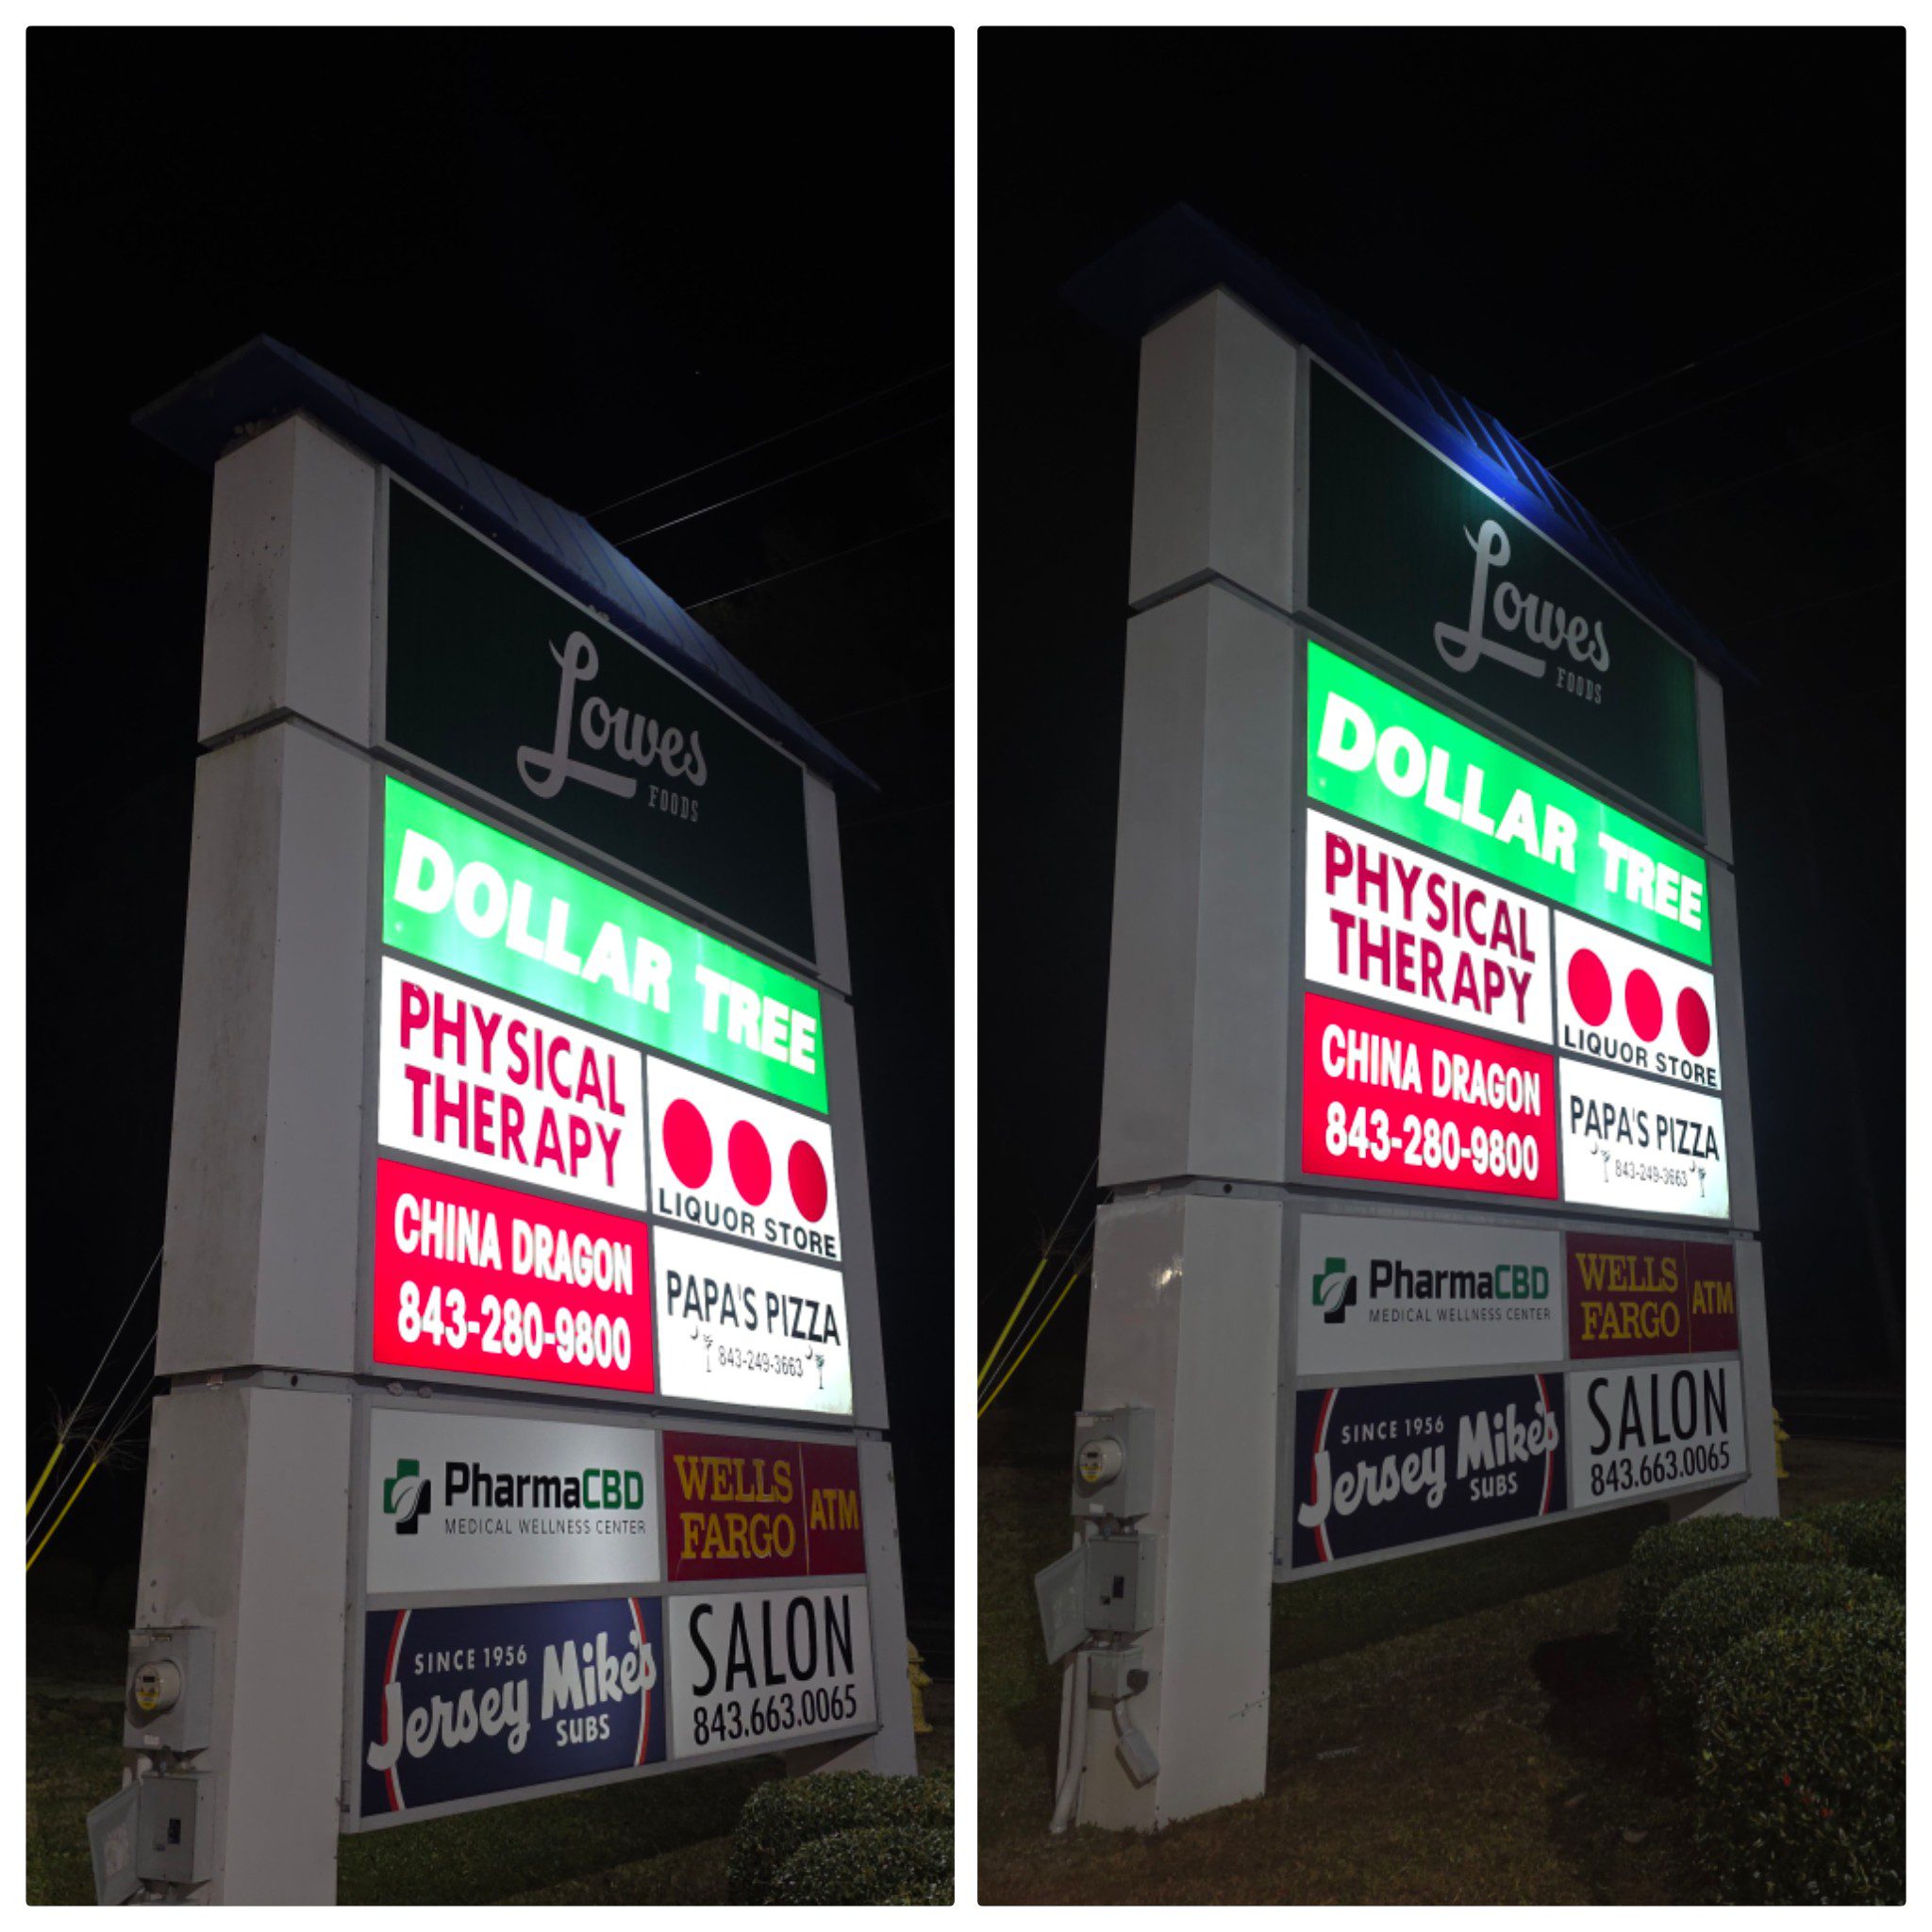 Lowes
FOODS
DOLLAR TREE
PHYSICAL
THERAPY
LIQUOR STORE
CHINA DRAGON
843-280-9800
PAPA'S PIZZA
843-249-3663
PharmaCBD
MEDICAL WELLNESS CENTER
WELLS
FARGO
ATM
SINCE 1956
Jersey Mike's
SUBS
SALON
843.663.0065
Lowes
FOODS
DOLLAR TREE
PHYSICAL
THERAPY
LIQUOR STORE
CHINA DRAGON
843-280-9800
PAPA'S PIZZA
843-249-3663
PharmaCBD
MEDICAL WELLNESS CENTER
WELLS
FARGO
ATM
SINCE 1956
Jersey Mike's
SUBS
SALON
843.663.0065